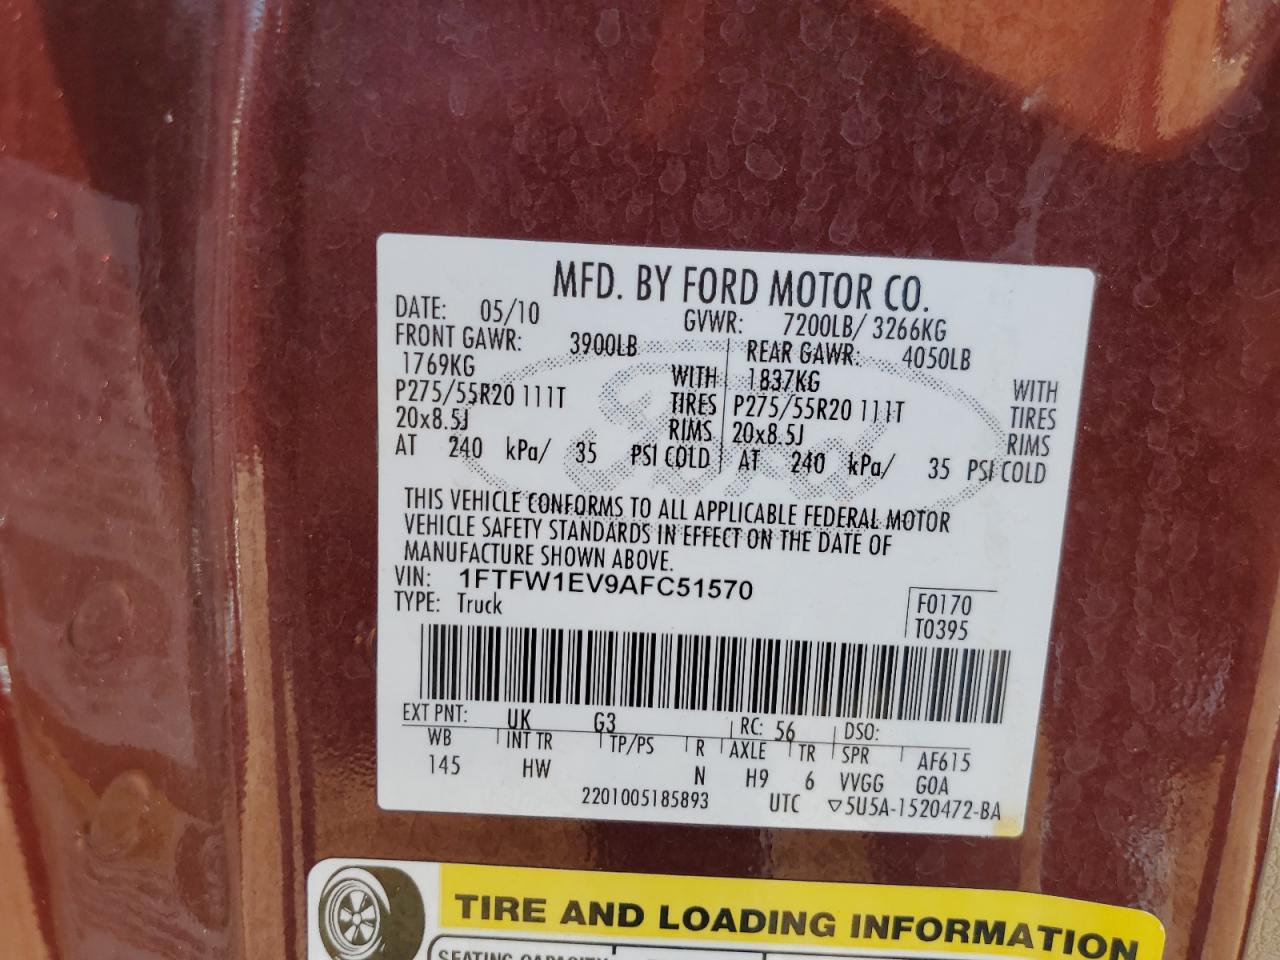 MFD. BY FORD MOTOR CO.
DATE: 05/10 GVWR: 7200LB/ 3266KG
FRONT GAWR: 3900LB REAR GAWR: 4050LB
1769KG WITH 1837KG WITH
P275/55R20 111T TIRES P275/55R20 111T TIRES
20x8.5J RIMS 20x8.5J RIMS
AT 240 kPa/ 35 PSI COLD AT 240 kPa/ 35 PSI COLD
Ford
THIS VEHICLE CONFORMS TO ALL APPLICABLE FEDERAL MOTOR
VEHICLE SAFETY STANDARDS IN EFFECT ON THE DATE OF
MANUFACTURE SHOWN ABOVE.
VIN: 1FTFW1EV9AFC51570 F0170
TYPE: Truck T0395
EXT PNT: UK G3 RC: 56 DSO:
WB INT TR TP/PS R AXLE TR SPR AF615
145 HW N H9 6 VVGG GOA
2201005185893 UTC ▽5U5A-1520472-BA
TIRE AND LOADING INFORMATION
SEATING CAPACITY